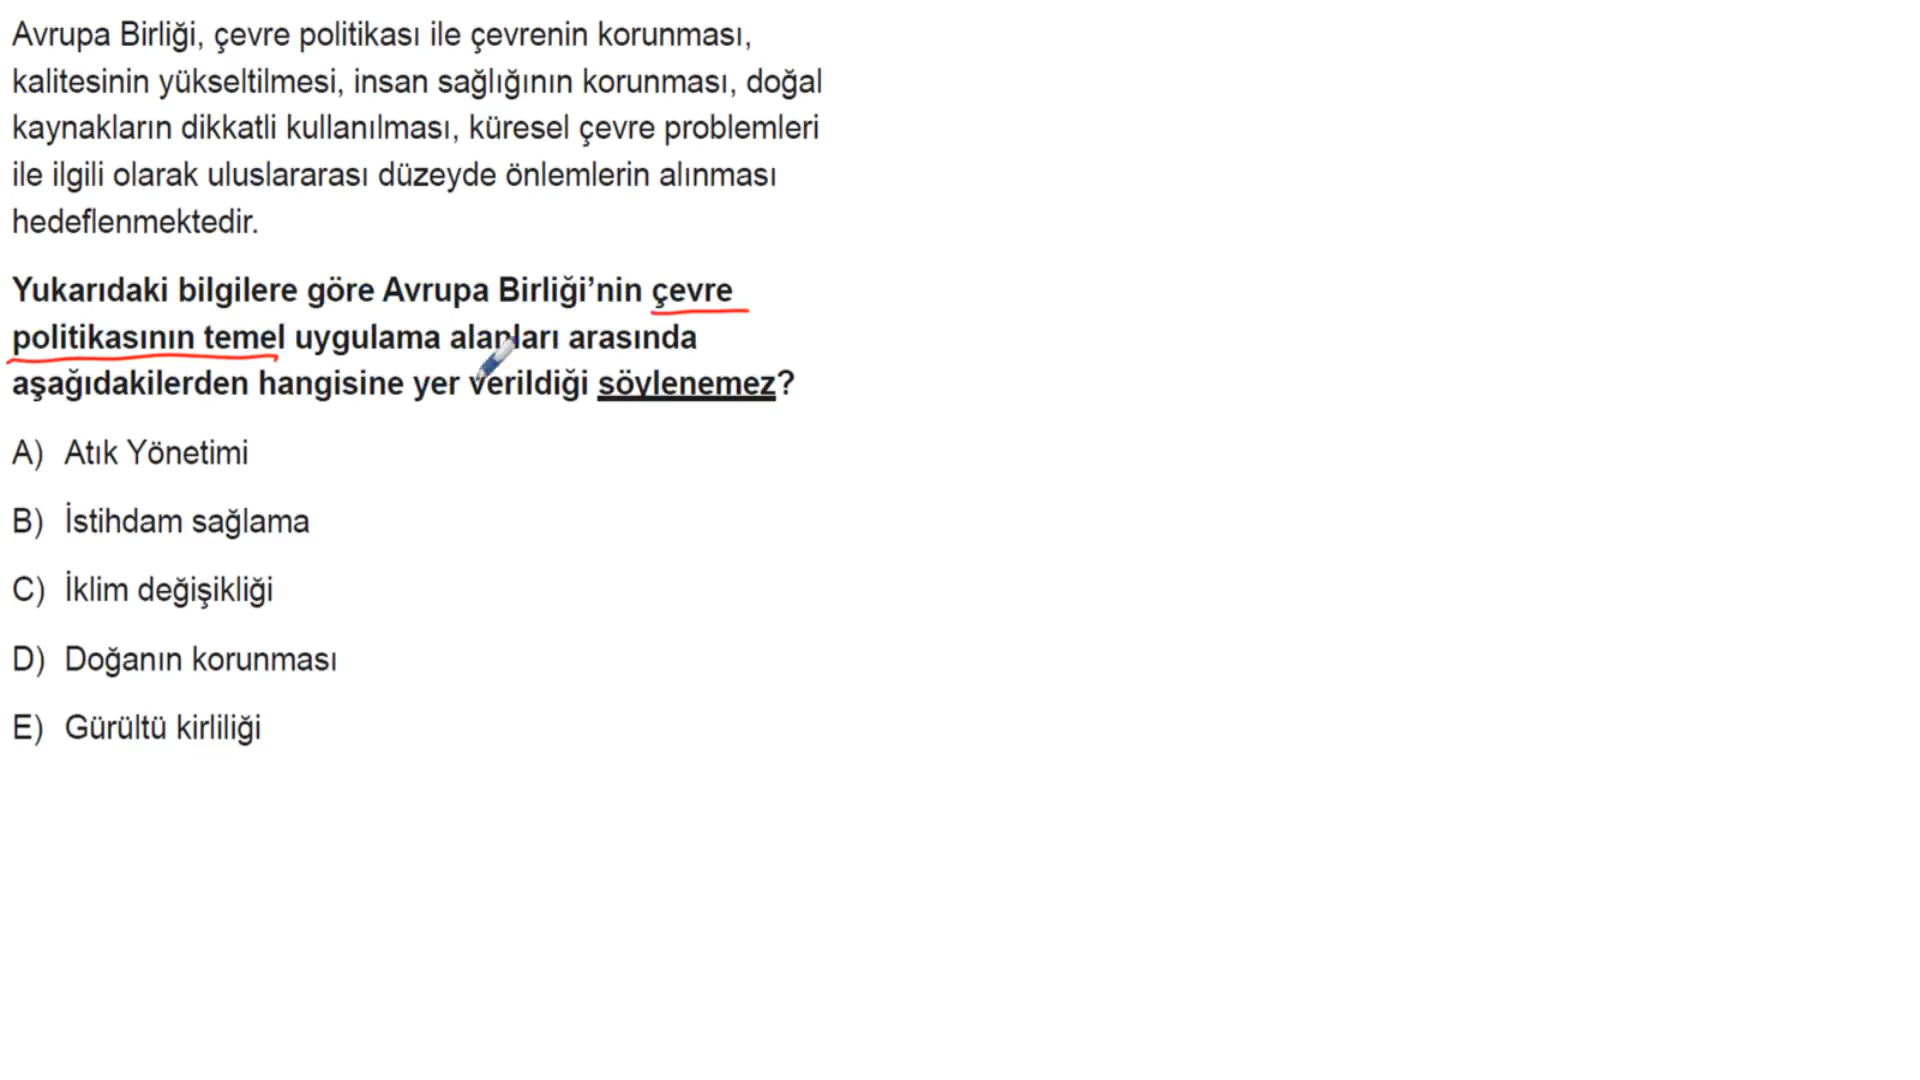 Avrupa Birliği, çevre politikası ile çevrenin korunması,
kalitesinin yükseltilmesi, insan sağlığının korunması, doğal
kaynakların dikkatli kullanılması, küresel çevre problemleri
ile ilgili olarak uluslararası düzeyde önlemlerin alınması
hedeflenmektedir.
Yukarıdaki bilgilere göre Avrupa Birliği’nin çevre
politikasının temel uygulama alanları arasında
aşağıdakilerden hangisine yer verildiği söylenemez?
A) Atık Yönetimi
B) İstihdam sağlama
C) İklim değişikliği
D) Doğanın korunması
E) Gürültü kirliliği